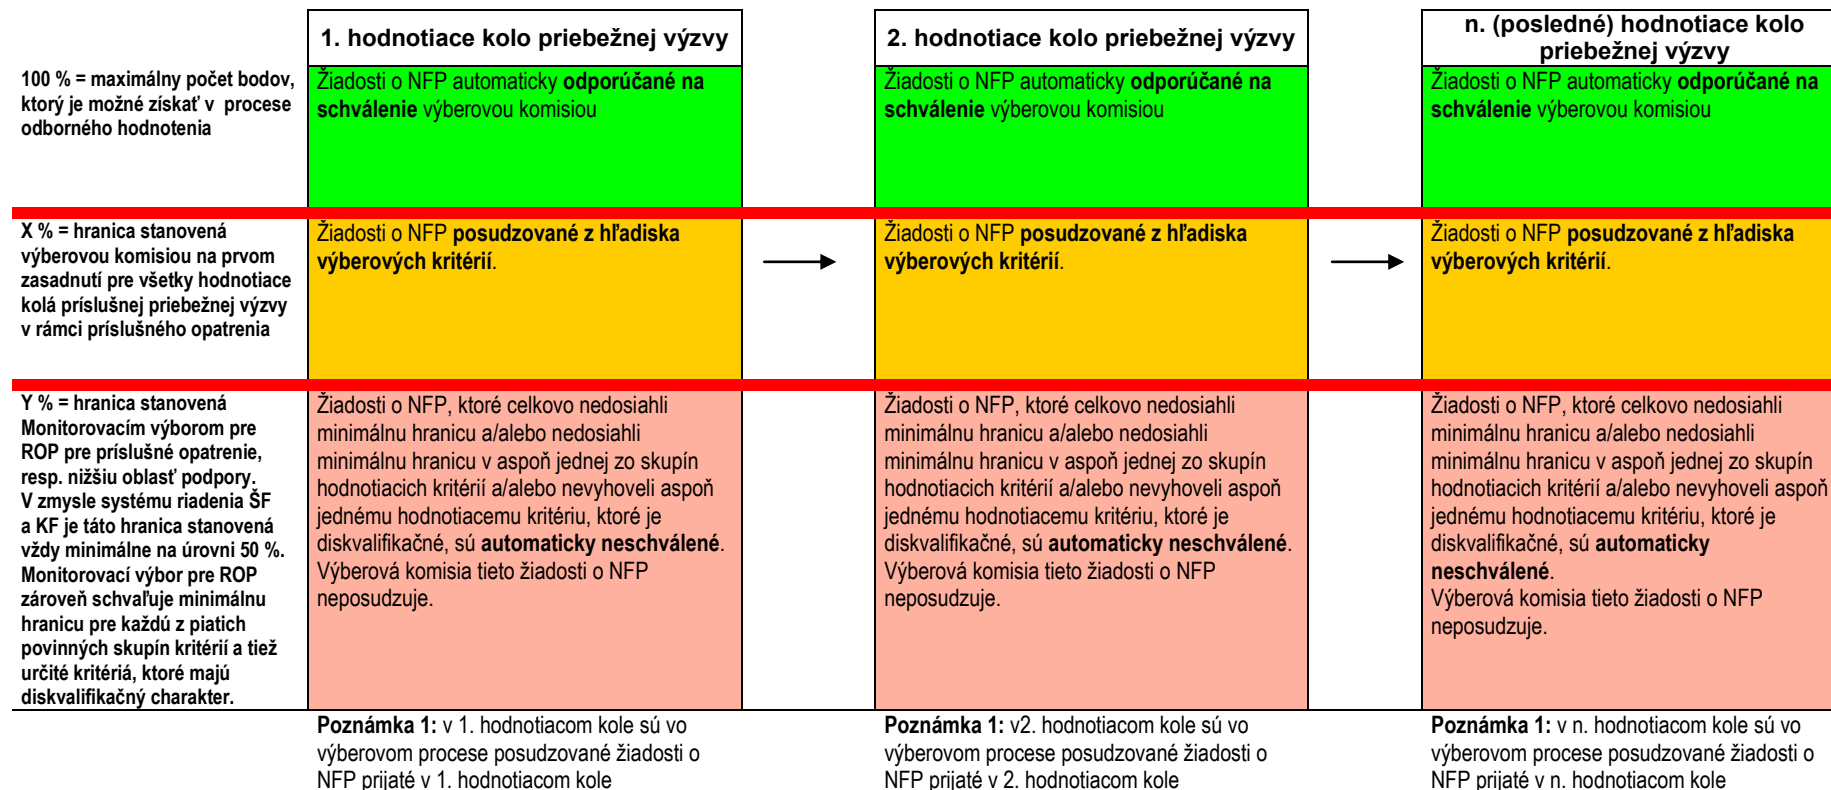 1. hodnotiace kolo priebežnej výzvy
2. hodnotiace kolo priebežnej výzvy
n. (posledné) hodnotiace kolo
priebežnej výzvy
100 % = maximálny počet bodov,
ktorý je možné získať v procese
odborného hodnotenia
Žiadosti o NFP automaticky odporúčané na
schválenie výberovou komisiou
Žiadosti o NFP automaticky odporúčané na
schválenie výberovou komisiou
Žiadosti o NFP automaticky odporúčané na
schválenie výberovou komisiou
X % = hranica stanovená
výberovou komisiou na prvom
zasadnutí pre všetky hodnotiace
kolá príslušnej priebežnej výzvy
v rámci príslušného opatrenia
Žiadosti o NFP posudzované z hľadiska
výberových kritérií.
Žiadosti o NFP posudzované z hľadiska
výberových kritérií.
Žiadosti o NFP posudzované z hľadiska
výberových kritérií.
Y % = hranica stanovená
Monitorovacím výborom pre
ROP pre príslušné opatrenie,
resp. nižšiu oblasť podpory.
V zmysle systému riadenia ŠF
a KF je táto hranica stanovená
vždy minimálne na úrovni 50 %.
Monitorovací výbor pre ROP
zároveň schvaľuje minimálnu
hranicu pre každú z piatich
povinných skupín kritérií a tiež
určité kritériá, ktoré majú
diskvalifikačný charakter.
Žiadosti o NFP, ktoré celkovo nedosiahli
minimálnu hranicu a/alebo nedosiahli
minimálnu hranicu v aspoň jednej zo skupín
hodnotiacich kritérií a/alebo nevyhoveli aspoň
jednému hodnotiacemu kritériu, ktoré je
diskvalifikačné, sú automaticky neschválené.
Výberová komisia tieto žiadosti o NFP
neposudzuje.
Žiadosti o NFP, ktoré celkovo nedosiahli
minimálnu hranicu a/alebo nedosiahli
minimálnu hranicu v aspoň jednej zo skupín
hodnotiacich kritérií a/alebo nevyhoveli aspoň
jednému hodnotiacemu kritériu, ktoré je
diskvalifikačné, sú automaticky neschválené.
Výberová komisia tieto žiadosti o NFP
neposudzuje.
Žiadosti o NFP, ktoré celkovo nedosiahli
minimálnu hranicu a/alebo nedosiahli
minimálnu hranicu v aspoň jednej zo skupín
hodnotiacich kritérií a/alebo nevyhoveli aspoň
jednému hodnotiacemu kritériu, ktoré je
diskvalifikačné, sú automaticky
neschválené.
Výberová komisia tieto žiadosti o NFP
neposudzuje.
Poznámka 1: v 1. hodnotiacom kole sú vo
výberovom procese posudzované žiadosti o
NFP prijaté v 1. hodnotiacom kole
Poznámka 1: v2. hodnotiacom kole sú vo
výberovom procese posudzované žiadosti o
NFP prijaté v 2. hodnotiacom kole
Poznámka 1: v n. hodnotiacom kole sú vo
výberovom procese posudzované žiadosti o
NFP prijaté v n. hodnotiacom kole